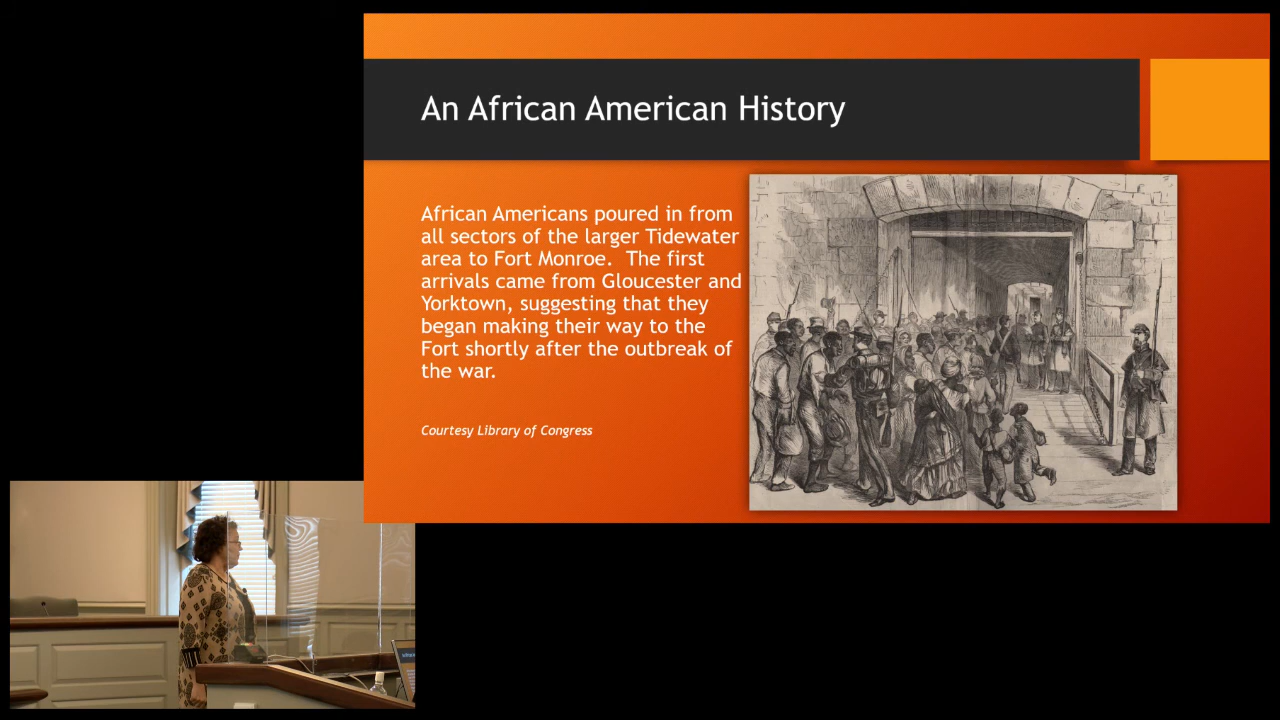 An African American History
African Americans poured in from
all sectors of the larger Tidewater
area to Fort Monroe.  The first
arrivals came from Gloucester and
Yorktown, suggesting that they
began making their way to the
Fort shortly after the outbreak of
the war.
Courtesy Library of Congress